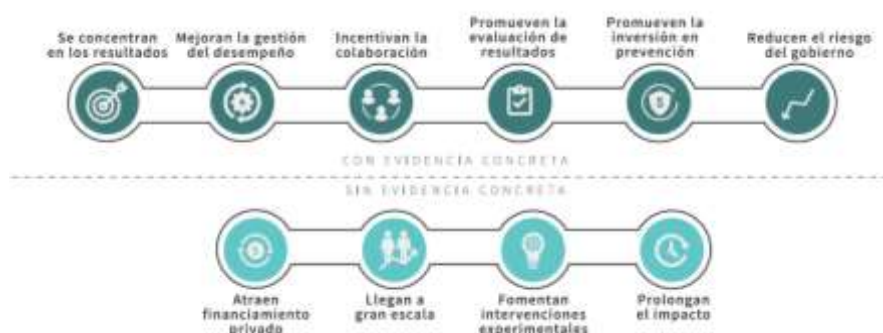 Se concentran
en los resultados
Mejoran la gestión
del desempeño
Incentivan la
colaboración
Promueven la
evaluación de
resultados
Promueven la
inversión en
prevención
Reducen el riesgo
del gobierno
CON EVIDENCIA CONCRETA
SIN EVIDENCIA CONCRETA
Atraen
financiamiento
privado
Llegan a
gran escala
Fomentan
intervenciones
experimentales
Prolongan
el impacto